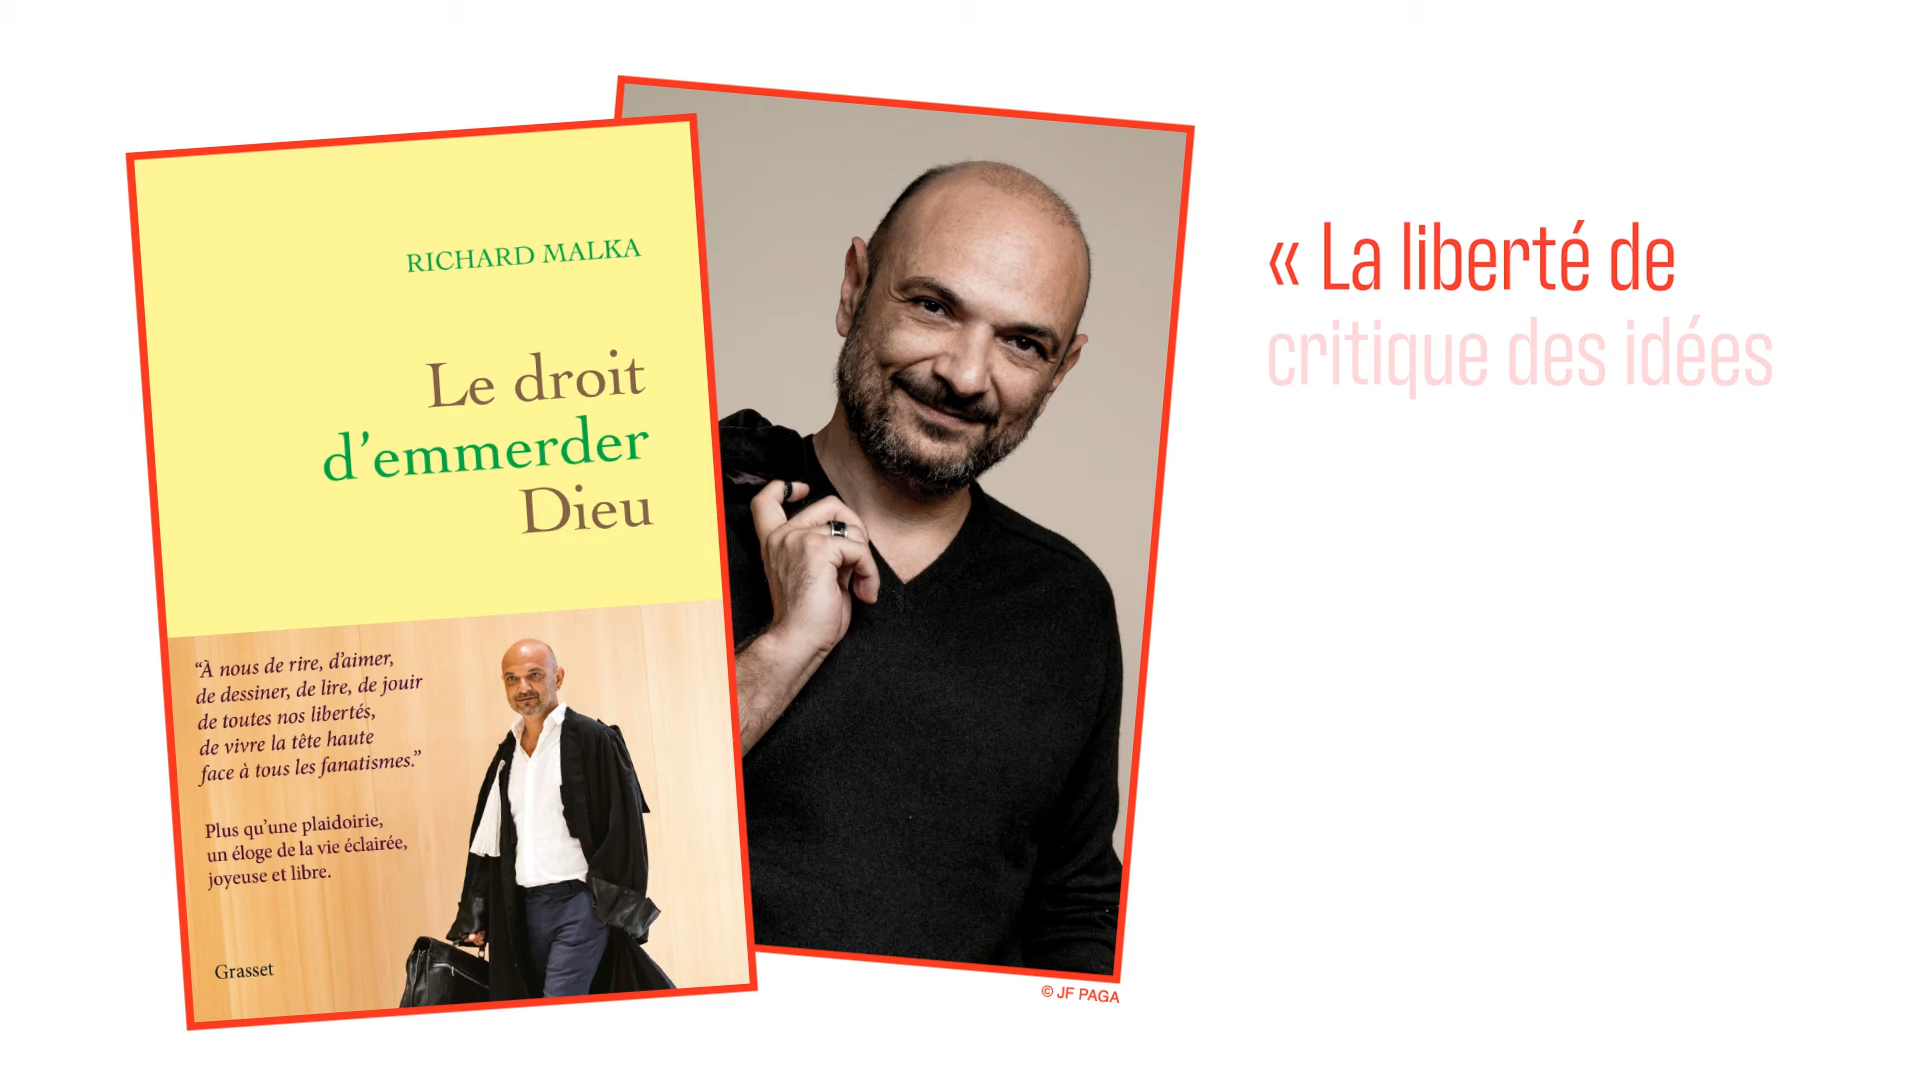 RICHARD MALKA
Le droit
d'emmerder
Dieu
“À nous de rire, d'aimer,
de dessiner, de lire, de jouir
de toutes nos libertés,
de vivre la tête haute
face à tous les fanatismes.”
Plus qu'une plaidoirie,
un éloge de la vie éclairée,
joyeuse et libre.
Grasset
© JF PAGA
« La liberté de
critique des idées